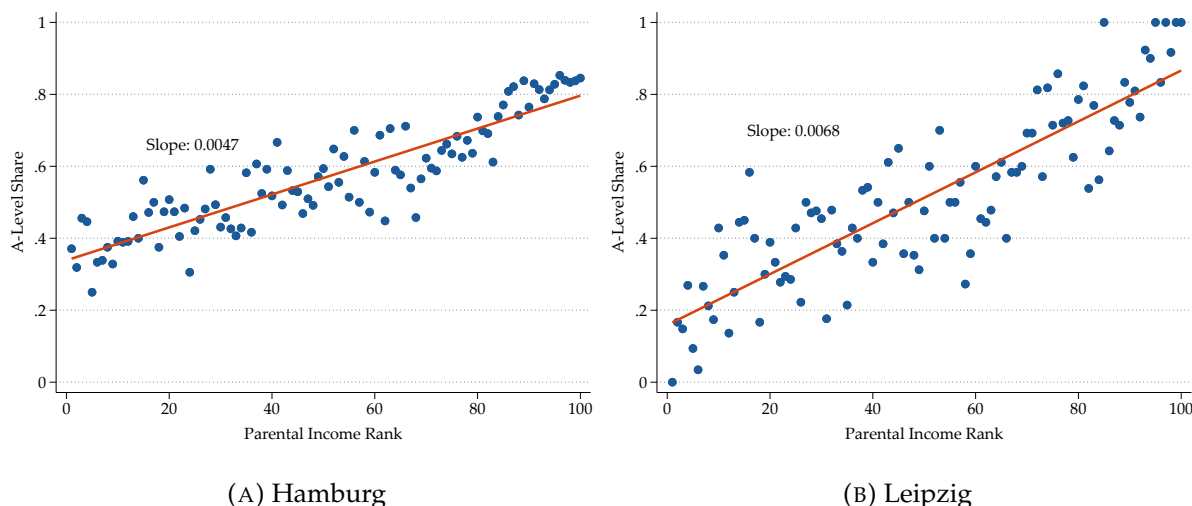 1
.8
.6
.4
.2
0
A-Level Share
Slope: 0.0047
0 20 40 60 80 100
Parental Income Rank
(A) Hamburg
1
.8
.6
.4
.2
0
A-Level Share
Slope: 0.0068
0 20 40 60 80 100
Parental Income Rank
(B) Leipzig